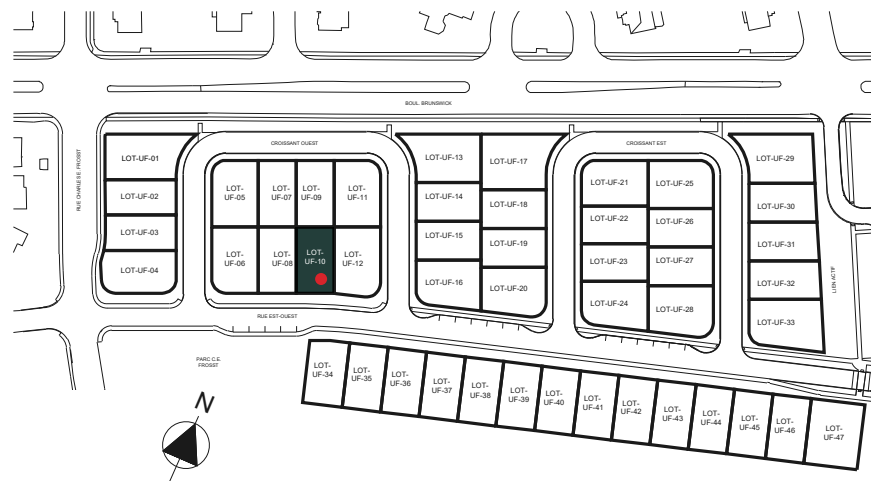 BOUL. BRUNSWICK
RUE CHARLES E. FROSST
CROISSANT OUEST
CROISSANT EST
LOT-UF-01
LOT-UF-02
LOT-UF-03
LOT-UF-04
LOT-
UF-05
LOT-
UF-07
LOT-
UF-09
LOT-
UF-11
LOT-
UF-06
LOT-
UF-08
LOT-
UF-10
LOT-
UF-12
LOT-UF-13
LOT-UF-14
LOT-UF-15
LOT-UF-16
LOT-UF-17
LOT-UF-18
LOT-UF-19
LOT-UF-20
LOT-UF-21
LOT-UF-22
LOT-UF-23
LOT-UF-24
LOT-UF-25
LOT-UF-26
LOT-UF-27
LOT-UF-28
LOT-UF-29
LOT-UF-30
LOT-UF-31
LOT-UF-32
LOT-UF-33
LIEN ACTIF
RUE EST-OUEST
PARC C.E.
FROSST
LOT-
UF-34
LOT-
UF-35
LOT-
UF-36
LOT-
UF-37
LOT-
UF-38
LOT-
UF-39
LOT-
UF-40
LOT-
UF-41
LOT-
UF-42
LOT-
UF-43
LOT-
UF-44
LOT-
UF-45
LOT-
UF-46
LOT-
UF-47
N